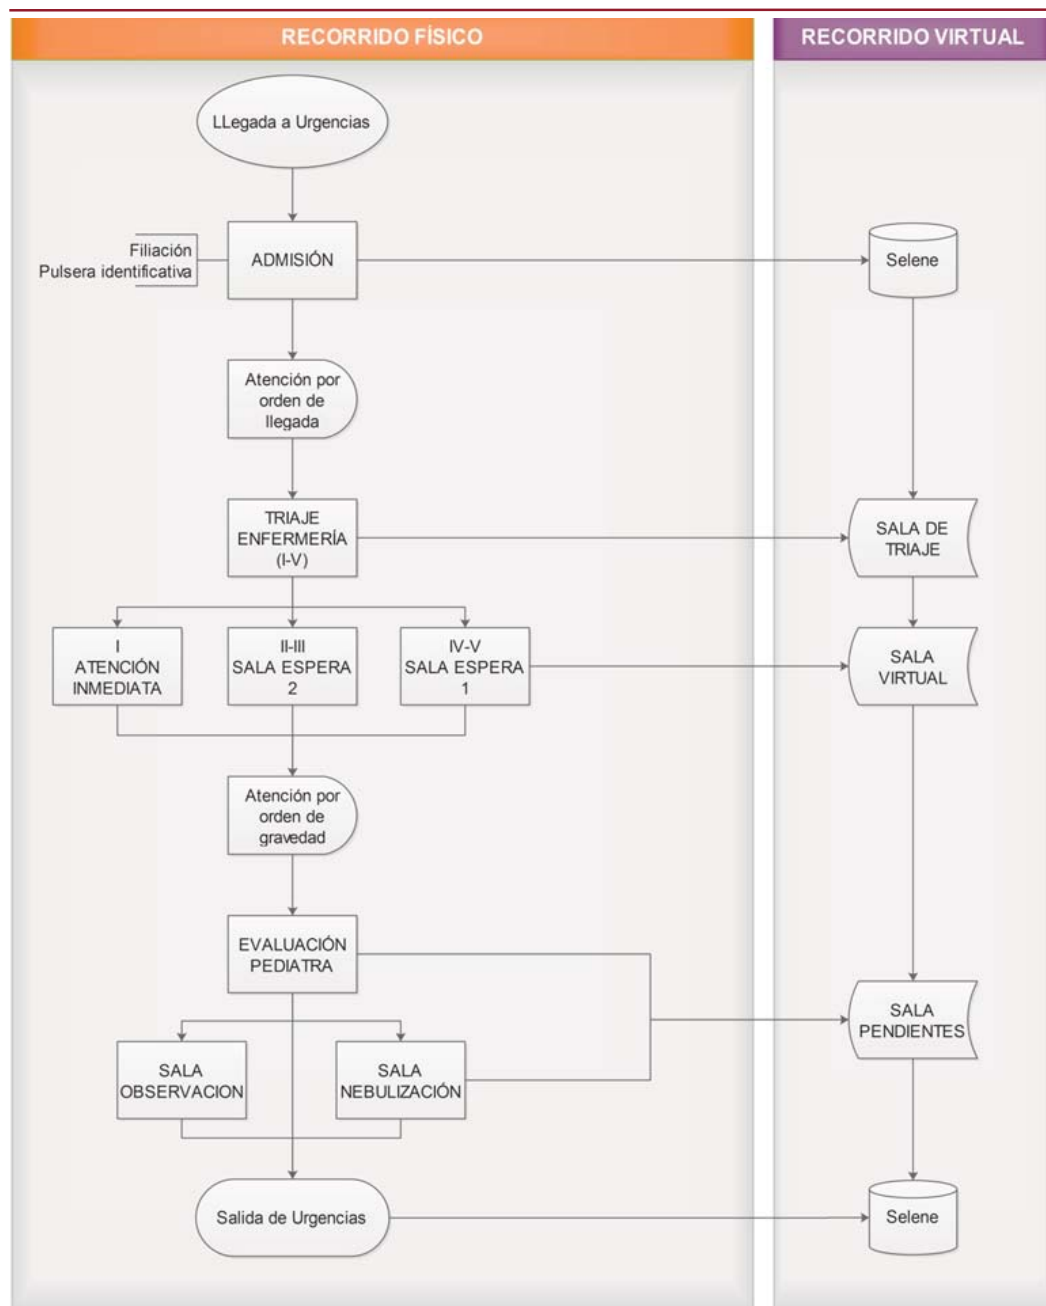 RECORRIDO FÍSICO
RECORRIDO VIRTUAL
LLegada a Urgencias
Filiación
Pulsera identificativa
ADMISIÓN
Selene
Atención por
orden de
llegada
TRIAJE
ENFERMERÍA
(I-V)
SALA DE
TRIAJE
I
ATENCIÓN
INMEDIATA
II-III
SALA ESPERA
2
IV-V
SALA ESPERA
1
SALA
VIRTUAL
Atención por
orden de
gravedad
EVALUACIÓN
PEDIATRA
SALA
PENDIENTES
SALA
OBSERVACION
SALA
NEBULIZACIÓN
Salida de Urgencias
Selene